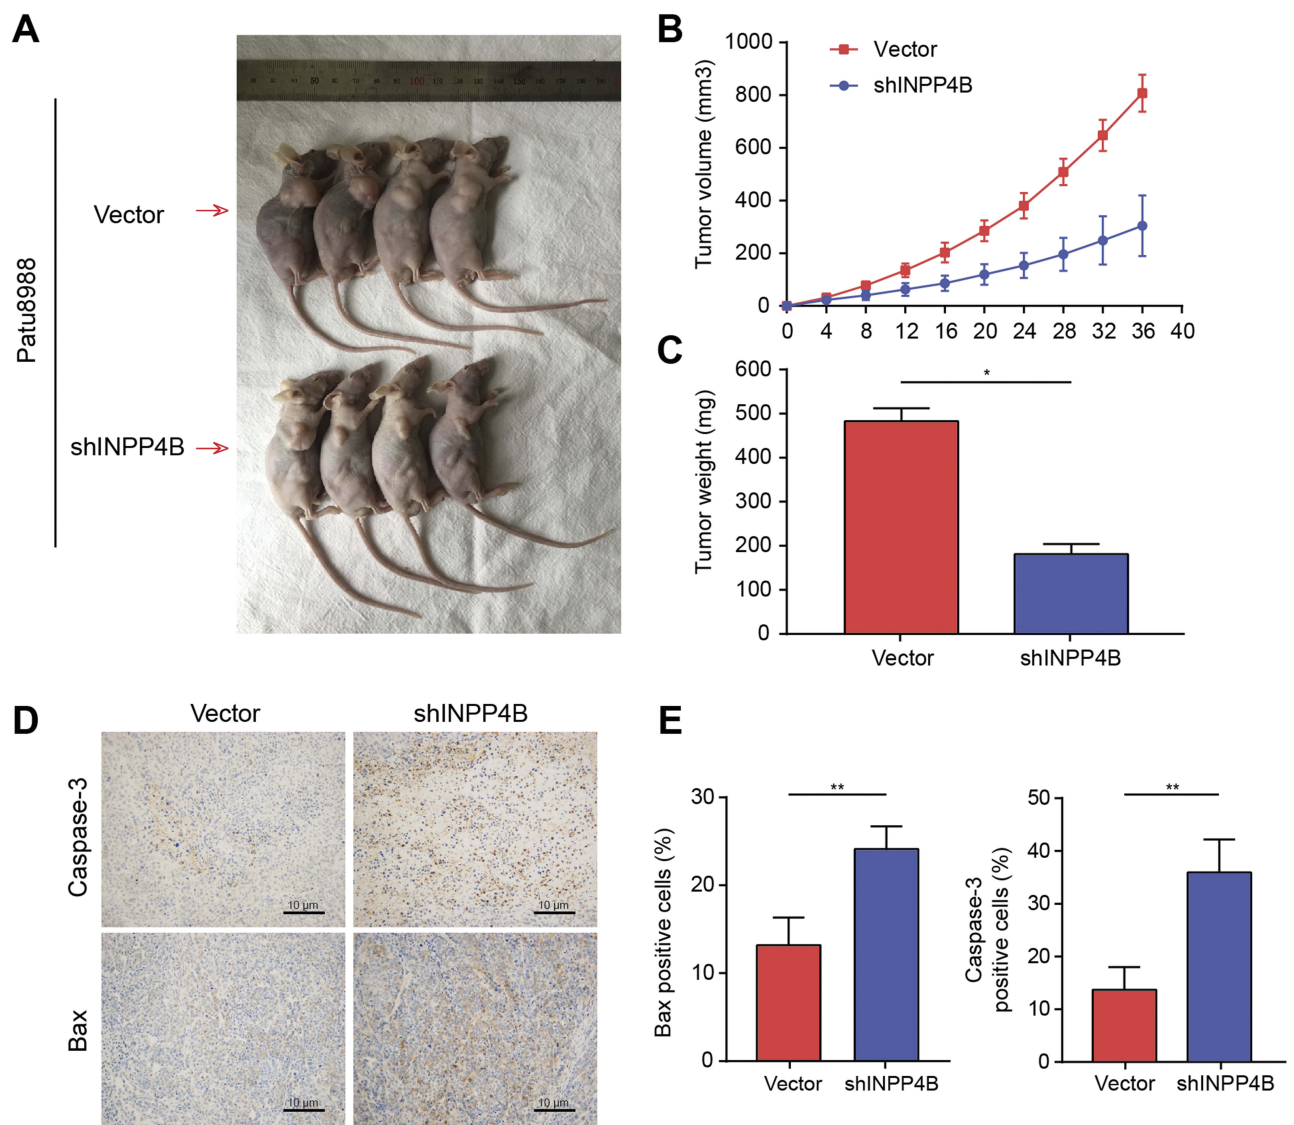 A
Patu8988
Vector
shINPP4B
50
100
150
B
Tumor volume (mm3)
1000
800
600
400
200
0
Vector
shINPP4B
0 4 8 12 16 20 24 28 32 36 40
C
Tumor weight (mg)
600
500
400
300
200
100
0
*
Vector shINPP4B
D
Vector shINPP4B
Caspase-3
10 μm 10 μm
Bax
10 μm 10 μm
E
Bax positive cells (%)
30
20
10
0
**
Vector shINPP4B
Caspase-3
positive cells (%)
50
40
30
20
10
0
**
Vector shINPP4B